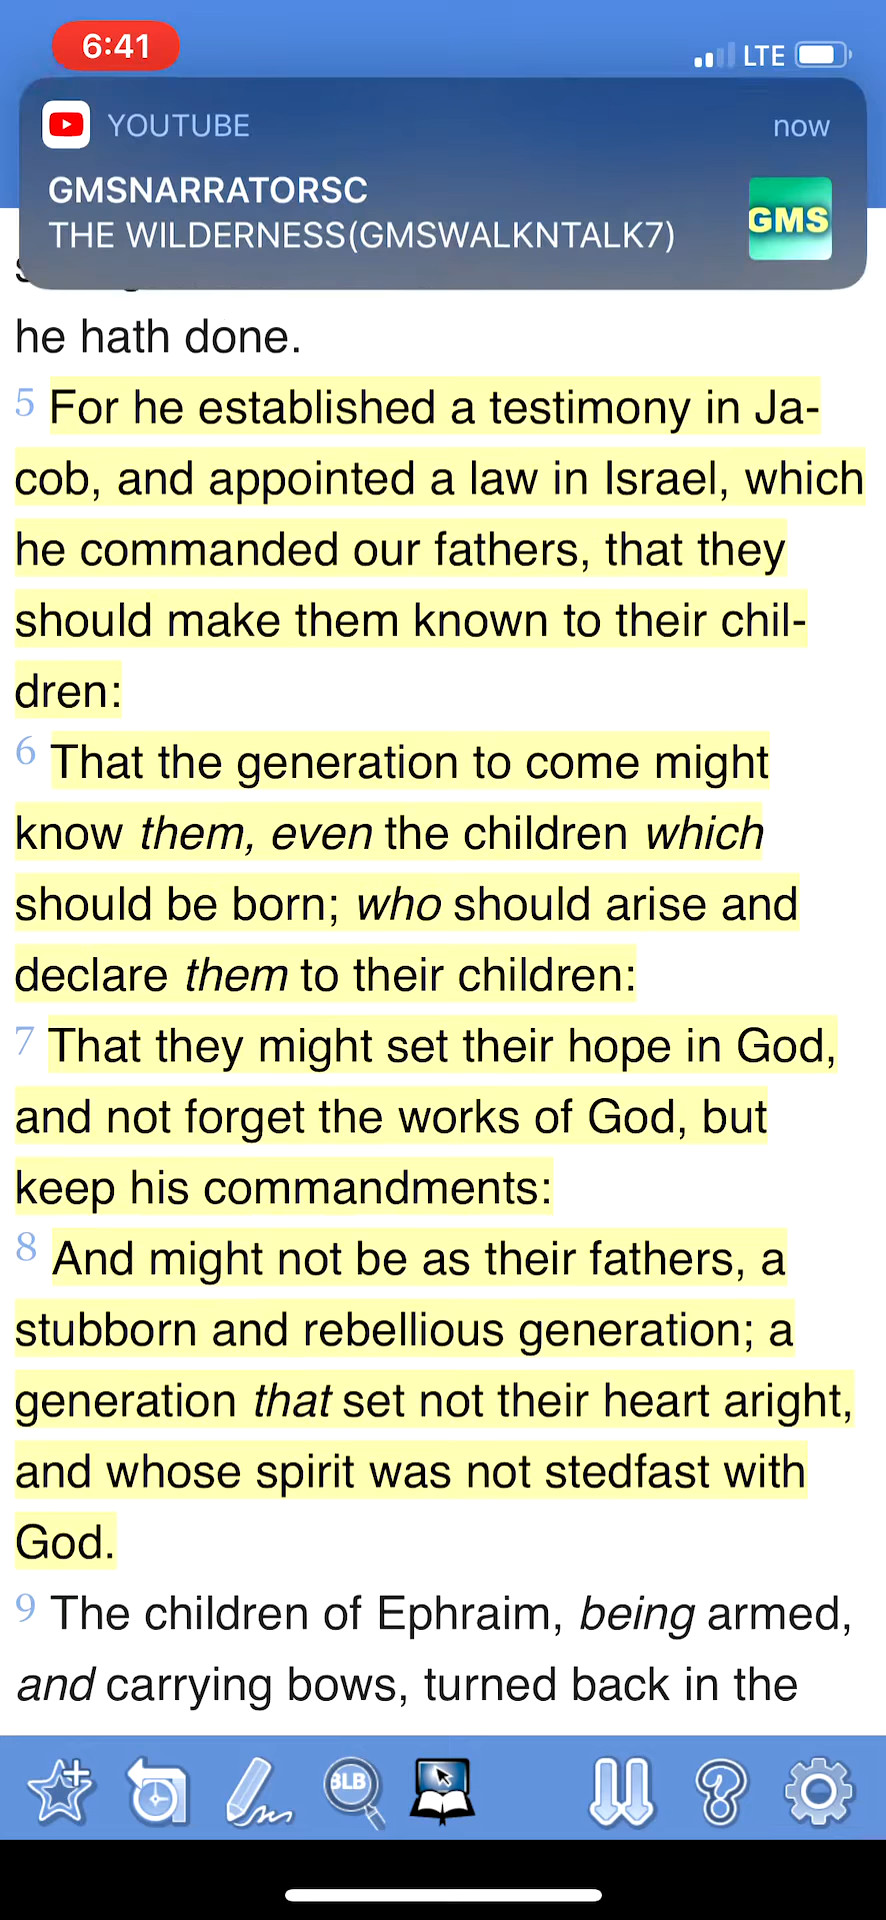 6:41
LTE
YOUTUBE
now
GMSNARRATORSC
THE WILDERNESS(GMSWALKNTALK7)
GMS
he hath done.
5 For he established a testimony in Ja-
cob, and appointed a law in Israel, which
he commanded our fathers, that they
should make them known to their chil-
dren:
6 That the generation to come might
know them, even the children which
should be born; who should arise and
declare them to their children:
7 That they might set their hope in God,
and not forget the works of God, but
keep his commandments:
8 And might not be as their fathers, a
stubborn and rebellious generation; a
generation that set not their heart aright,
and whose spirit was not stedfast with
God.
9 The children of Ephraim, being armed,
and carrying bows, turned back in the
BLB